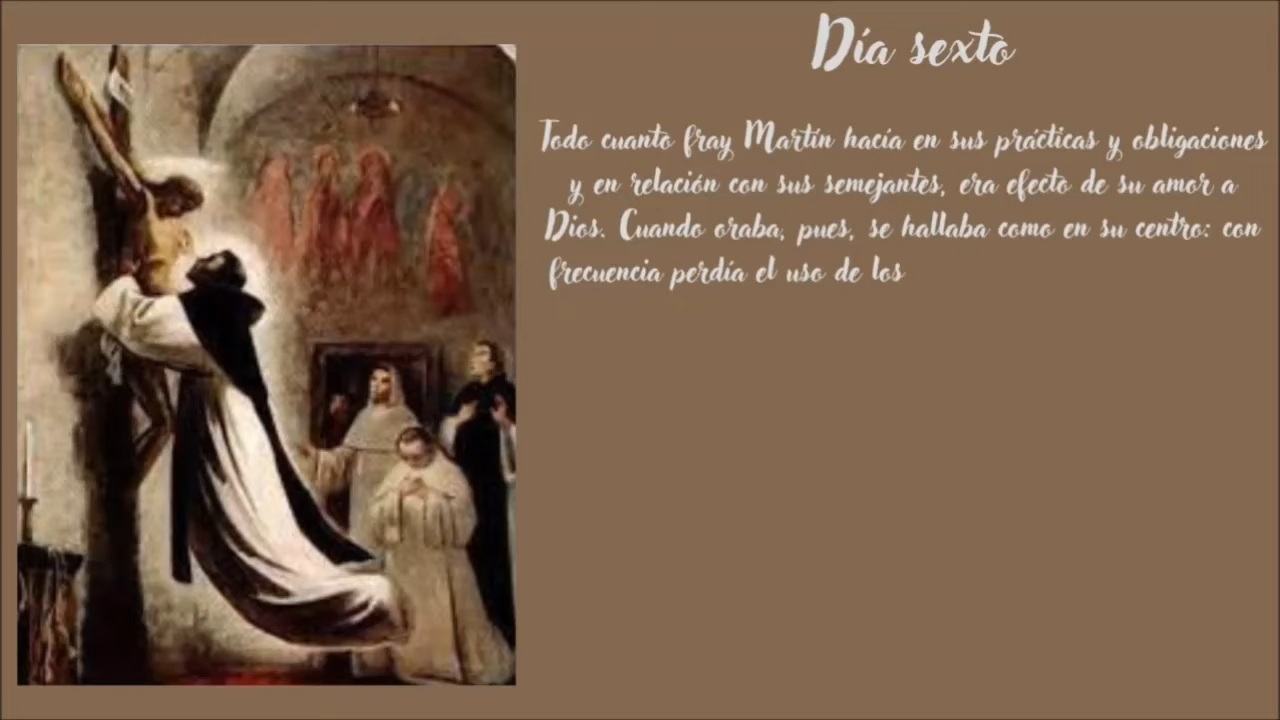 Día sexto
Todo cuanto fray Martín hacía en sus prácticas y obligaciones
y en relación con sus semejantes, era efecto de su amor a
Dios. Cuando oraba, pues, se hallaba como en su centro: con
frecuencia perdía el uso de los